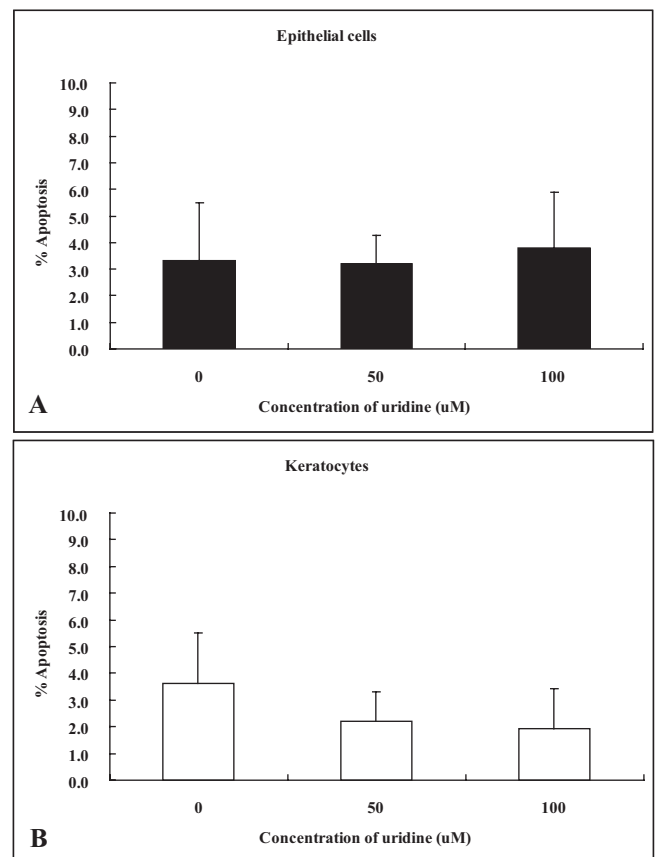 Epithelial cells
10.0
9.0
8.0
7.0
6.0
5.0
4.0
3.0
2.0
1.0
0.0
% Apoptosis
0 50 100
A
Concentration of uridine (uM)
Keratocytes
10.0
9.0
8.0
7.0
6.0
5.0
4.0
3.0
2.0
1.0
0.0
% Apoptosis
0 50 100
B
Concentration of uridine (uM)